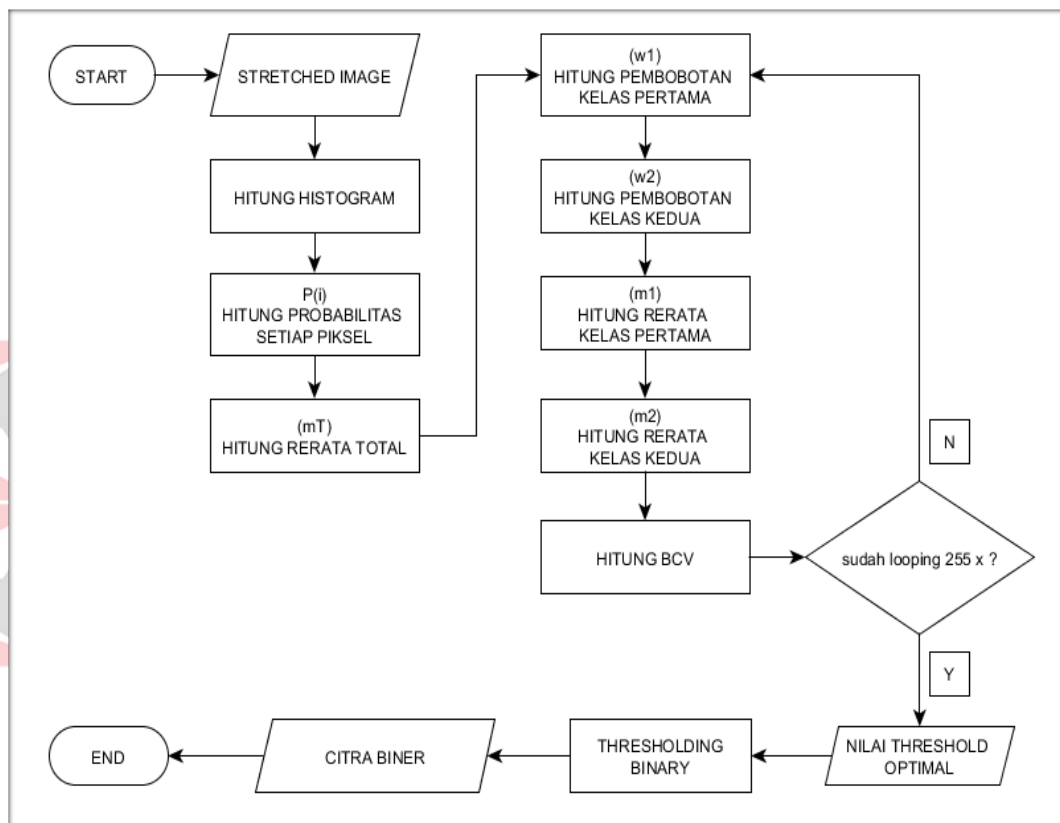 START
STRETCHED IMAGE
HITUNG HISTOGRAM
P(i)
HITUNG PROBABILITAS
SETIAP PIKSEL
(mT)
HITUNG RERATA TOTAL
(w1)
HITUNG PEMBOBOTAN
KELAS PERTAMA
(w2)
HITUNG PEMBOBOTAN
KELAS KEDUA
(m1)
HITUNG RERATA
KELAS PERTAMA
(m2)
HITUNG RERATA
KELAS KEDUA
HITUNG BCV
sudah looping 255 x ?
N
Y
NILAI THRESHOLD
OPTIMAL
THRESHOLDING
BINARY
CITRA BINER
END